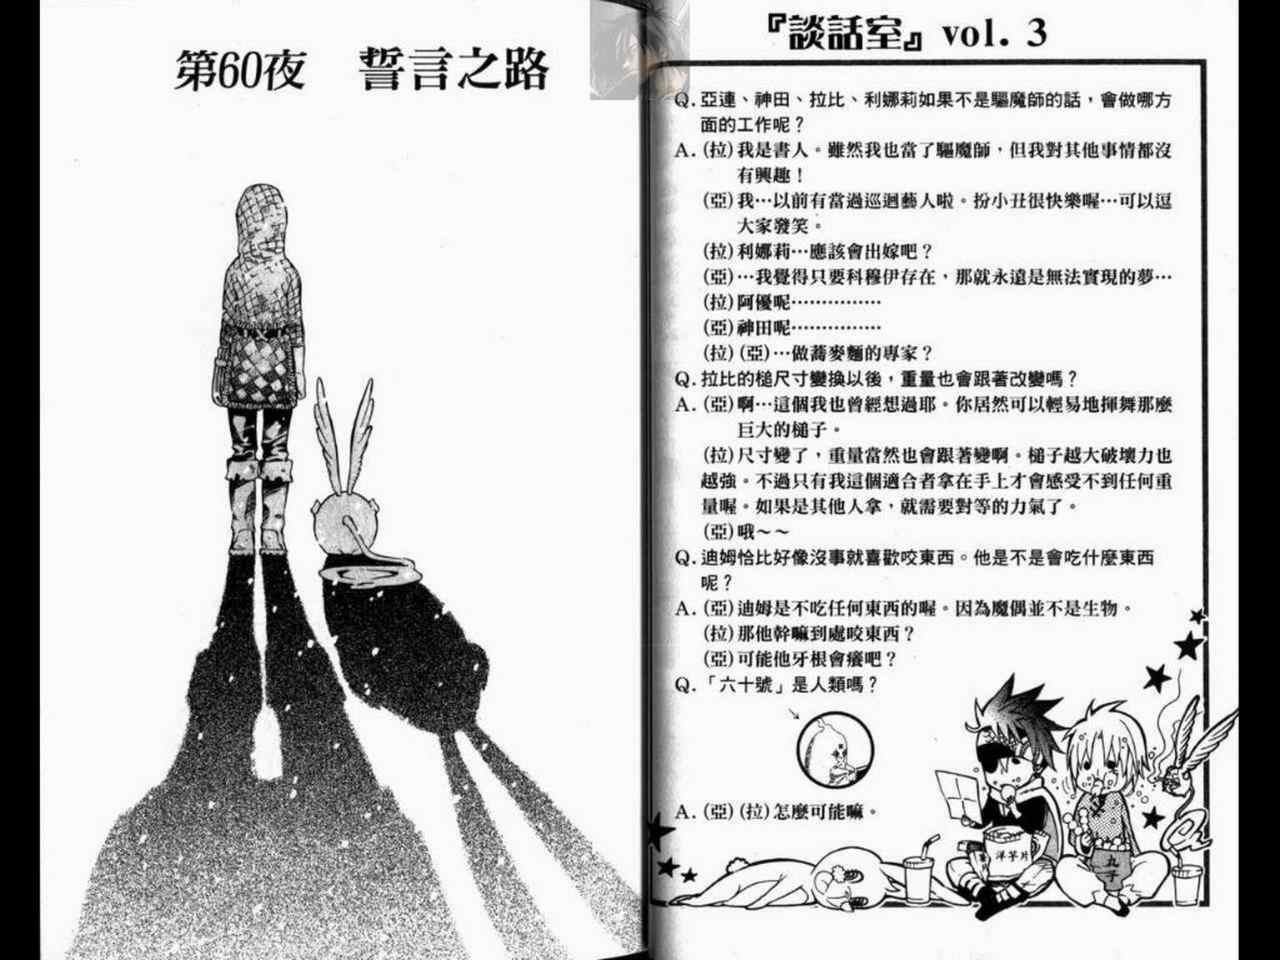 『談話室』 vol. 3
Q. 亞連、神田、拉比、利娜莉如果不是驅魔師的話，會做哪方
面的工作呢？
A. (拉) 我是書人。雖然我也當了驅魔師，但我對其他事情都沒
有興趣！
(亞) 我…以前有當過巡迴藝人啦。扮小丑很快樂喔…可以逗
大家發笑。
(拉) 利娜莉…應該會出嫁吧？
(亞) …我覺得只要科穆伊存在，那就永遠是無法實現的夢…
(拉) 阿優呢……………
(亞) 神田呢……………
(拉) (亞) …做蕎麥麵的專家？
Q. 拉比的槌尺寸變換以後，重量也會跟著改變嗎？
A. (亞) 啊…這個我也曾經想過耶。你居然可以輕易地揮舞那麼
巨大的槌子。
(拉) 尺寸變了，重量當然也會跟著變啊。槌子越大破壞力也
越強。不過只有我這個適合者拿在手上才會感受不到任何重
量喔。如果是其他人拿，就需要對等的力氣了。
(亞) 哦～～
Q. 迪姆恰比好像沒事就喜歡咬東西。他是不是會吃什麼東西
呢？
A. (亞) 迪姆是不吃任何東西的喔。因為魔偶並不是生物。
(拉) 那他幹嘛到處咬東西？
(亞) 可能他牙根會癢吧？
Q. 「六十號」是人類嗎？
A. (亞) (拉) 怎麼可能嘛。
洋芋片
丸子
第60夜 誓言之路